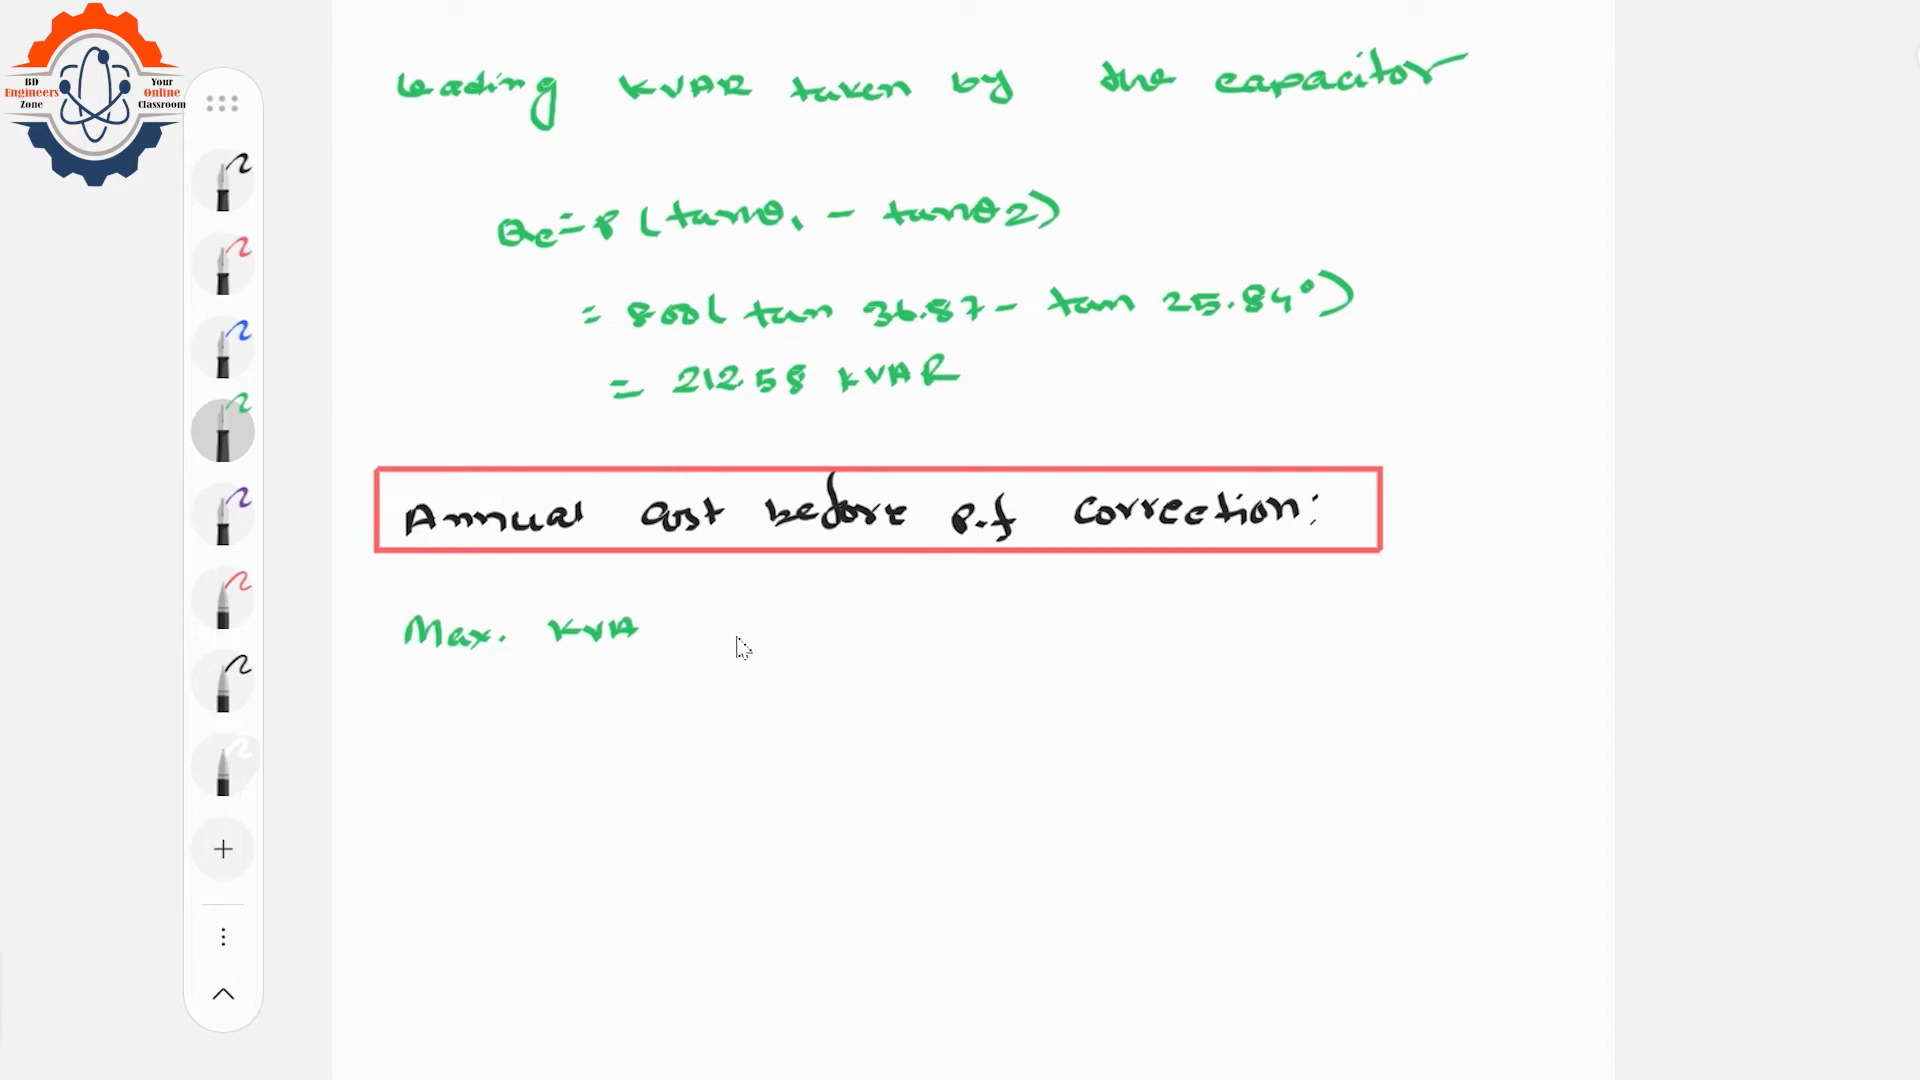 BD
Engineers
Zone
Your
Online
Classroom
Leading KVAR taken by the capacitor
Qc = P (tanθ1 - tanθ2)
= 800( tan 36.87 - tan 25.84°)
= 212.58 KVAR
Annual cost before p.f correction:
Max. KVA